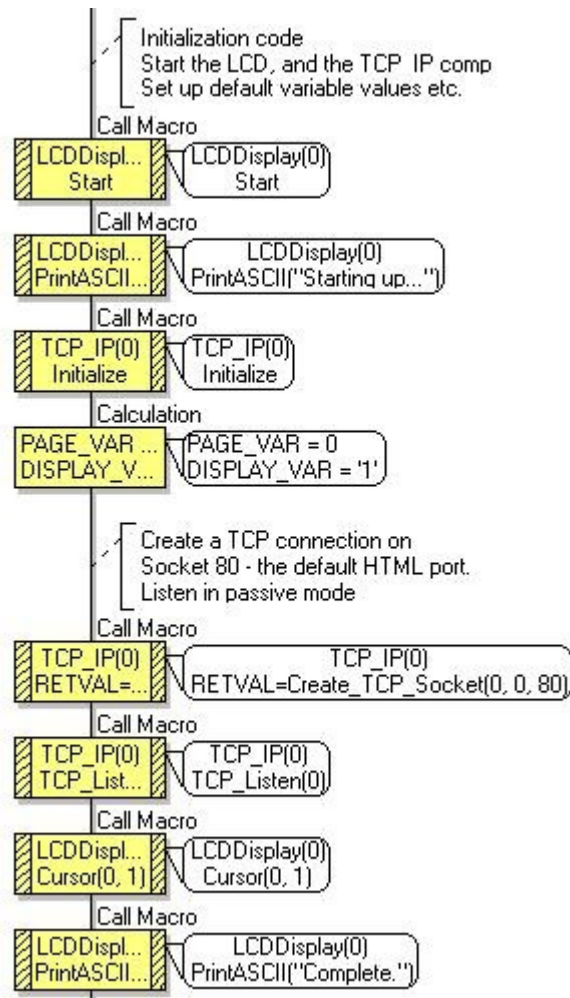 Initialization code
Start the LCD, and the TCP_IP comp
Set up default variable values etc.
Call Macro
LCDDispl...
Start
LCDDisplay(0)
Start
Call Macro
LCDDispl...
PrintASCII...
LCDDisplay(0)
PrintASCII("Starting up...")
Call Macro
TCP_IP(0)
Initialize
TCP_IP(0)
Initialize
Calculation
PAGE_VAR ...
DISPLAY_V...
PAGE_VAR = 0
DISPLAY_VAR = '1'
Create a TCP connection on
Socket 80 - the default HTML port.
Listen in passive mode
Call Macro
TCP_IP(0)
RETVAL=...
TCP_IP(0)
RETVAL=Create_TCP_Socket(0, 0, 80)
Call Macro
TCP_IP(0)
TCP_List...
TCP_IP(0)
TCP_Listen(0)
Call Macro
LCDDispl...
Cursor(0, 1)
LCDDisplay(0)
Cursor(0, 1)
Call Macro
LCDDispl...
PrintASCII...
LCDDisplay(0)
PrintASCII("Complete.")